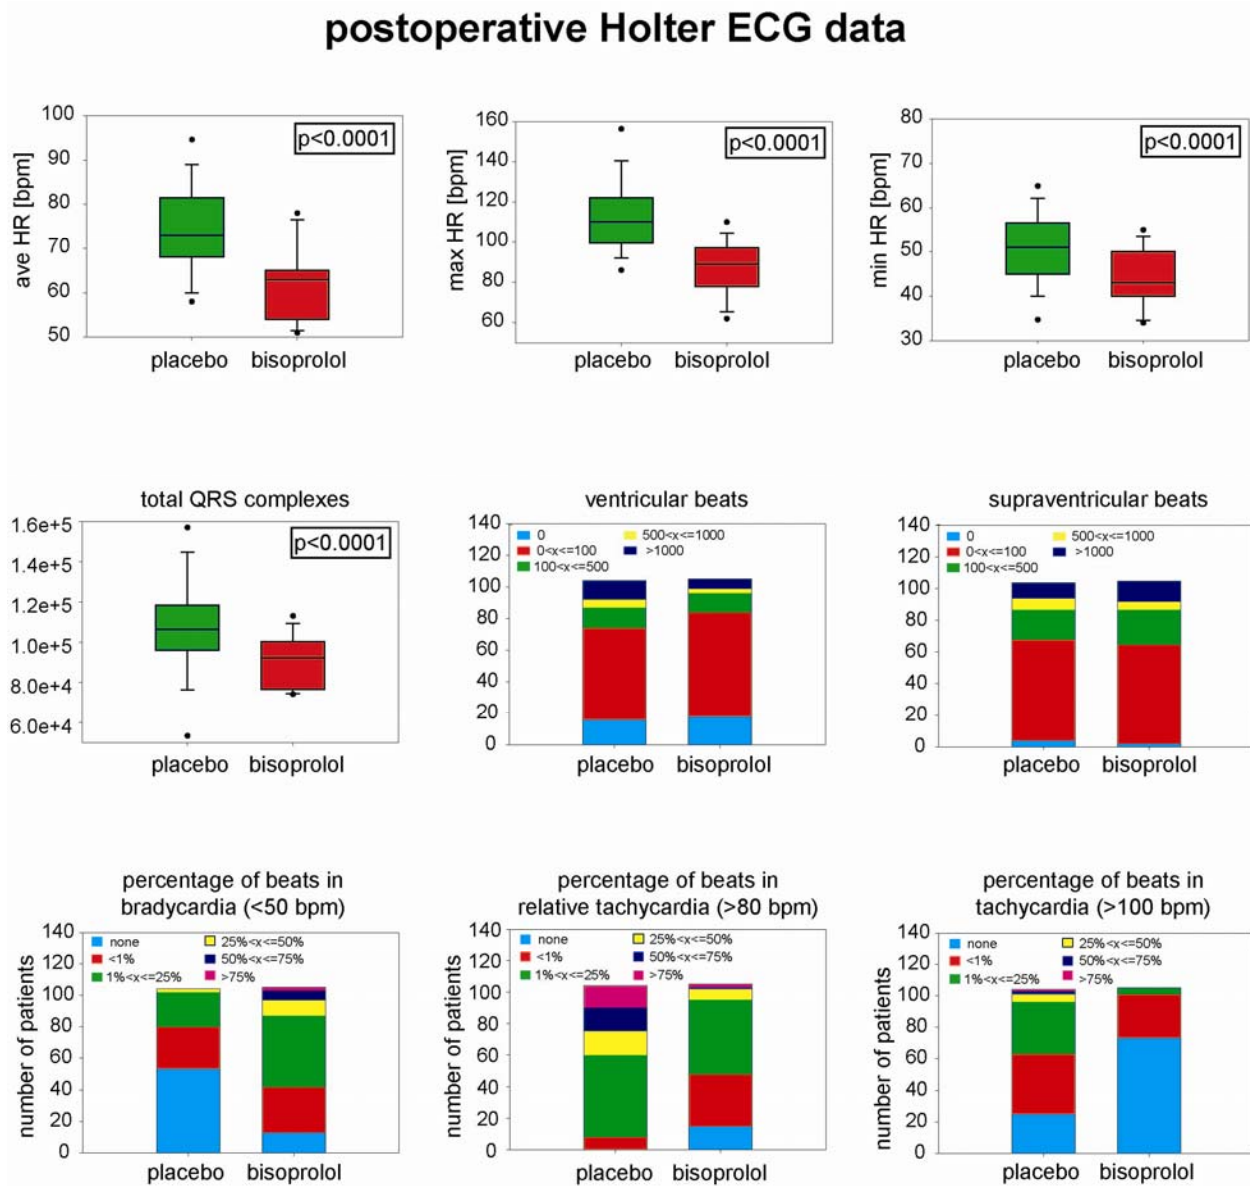 postoperative Holter ECG data
ave HR [bpm]
100
90
80
70
60
50
p<0.0001
placebo bisoprolol
max HR [bpm]
160
140
120
100
80
60
p<0.0001
placebo bisoprolol
min HR [bpm]
80
70
60
50
40
30
p<0.0001
placebo bisoprolol
total QRS complexes
1.6e+5
1.4e+5
1.2e+5
1.0e+5
8.0e+4
6.0e+4
p<0.0001
placebo bisoprolol
ventricular beats
140
120
100
80
60
40
20
0
0
0<x<=100
100<x<=500
500<x<=1000
>1000
placebo bisoprolol
supraventricular beats
140
120
100
80
60
40
20
0
0
0<x<=100
100<x<=500
500<x<=1000
>1000
placebo bisoprolol
percentage of beats in
bradycardia (<50 bpm)
number of patients
140
120
100
80
60
40
20
0
none
<1%
1%<x<=25%
25%<x<=50%
50%<x<=75%
>75%
placebo bisoprolol
percentage of beats in
relative tachycardia (>80 bpm)
number of patients
140
120
100
80
60
40
20
0
none
<1%
1%<x<=25%
25%<x<=50%
50%<x<=75%
>75%
placebo bisoprolol
percentage of beats in
tachycardia (>100 bpm)
number of patients
140
120
100
80
60
40
20
0
none
<1%
1%<x<=25%
25%<x<=50%
50%<x<=75%
>75%
placebo bisoprolol